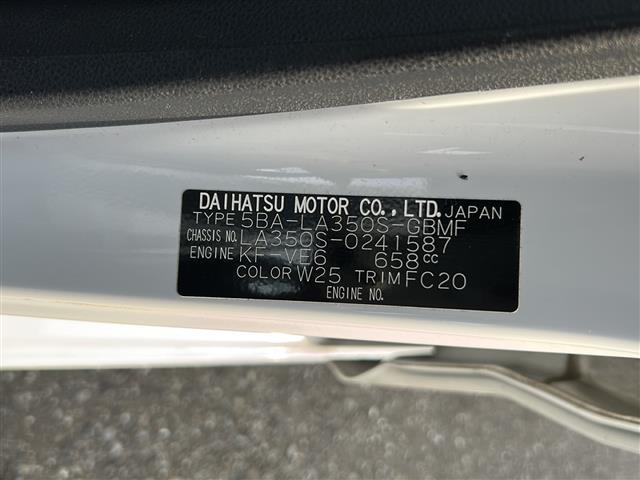 DAIHATSU MOTOR CO.,LTD. JAPAN
TYPE 5BA-LA350S-GBMF
CHASSIS NO. LA350S-0241587
ENGINE KF-VE6 658CC
COLOR W25 TRIM FC20
ENGINE NO.